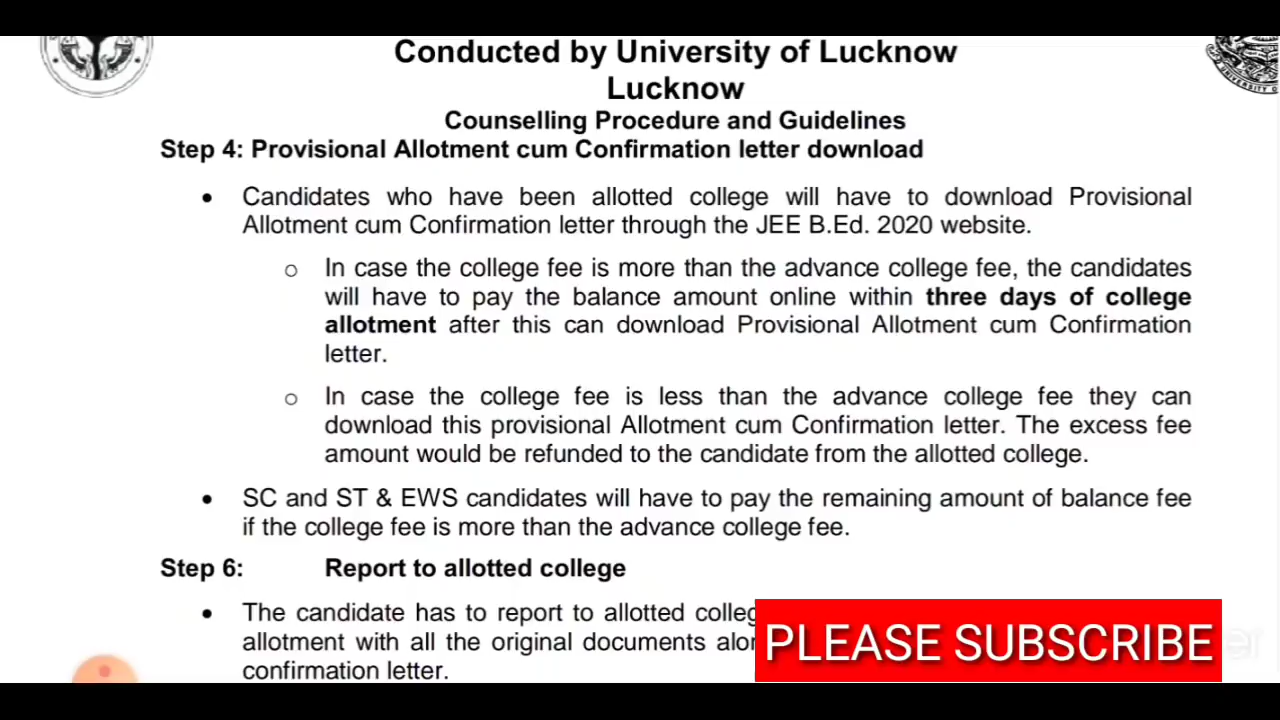 Conducted by University of Lucknow
Lucknow
Counselling Procedure and Guidelines
Step 4: Provisional Allotment cum Confirmation letter download
• Candidates who have been allotted college will have to download Provisional
Allotment cum Confirmation letter through the JEE B.Ed. 2020 website.
o In case the college fee is more than the advance college fee, the candidates
will have to pay the balance amount online within three days of college
allotment after this can download Provisional Allotment cum Confirmation
letter.
o In case the college fee is less than the advance college fee they can
download this provisional Allotment cum Confirmation letter. The excess fee
amount would be refunded to the candidate from the allotted college.
• SC and ST & EWS candidates will have to pay the remaining amount of balance fee
if the college fee is more than the advance college fee.
Step 6: Report to allotted college
• The candidate has to report to allotted
allotment with all the original documents
confirmation letter.
PLEASE SUBSCRIBE